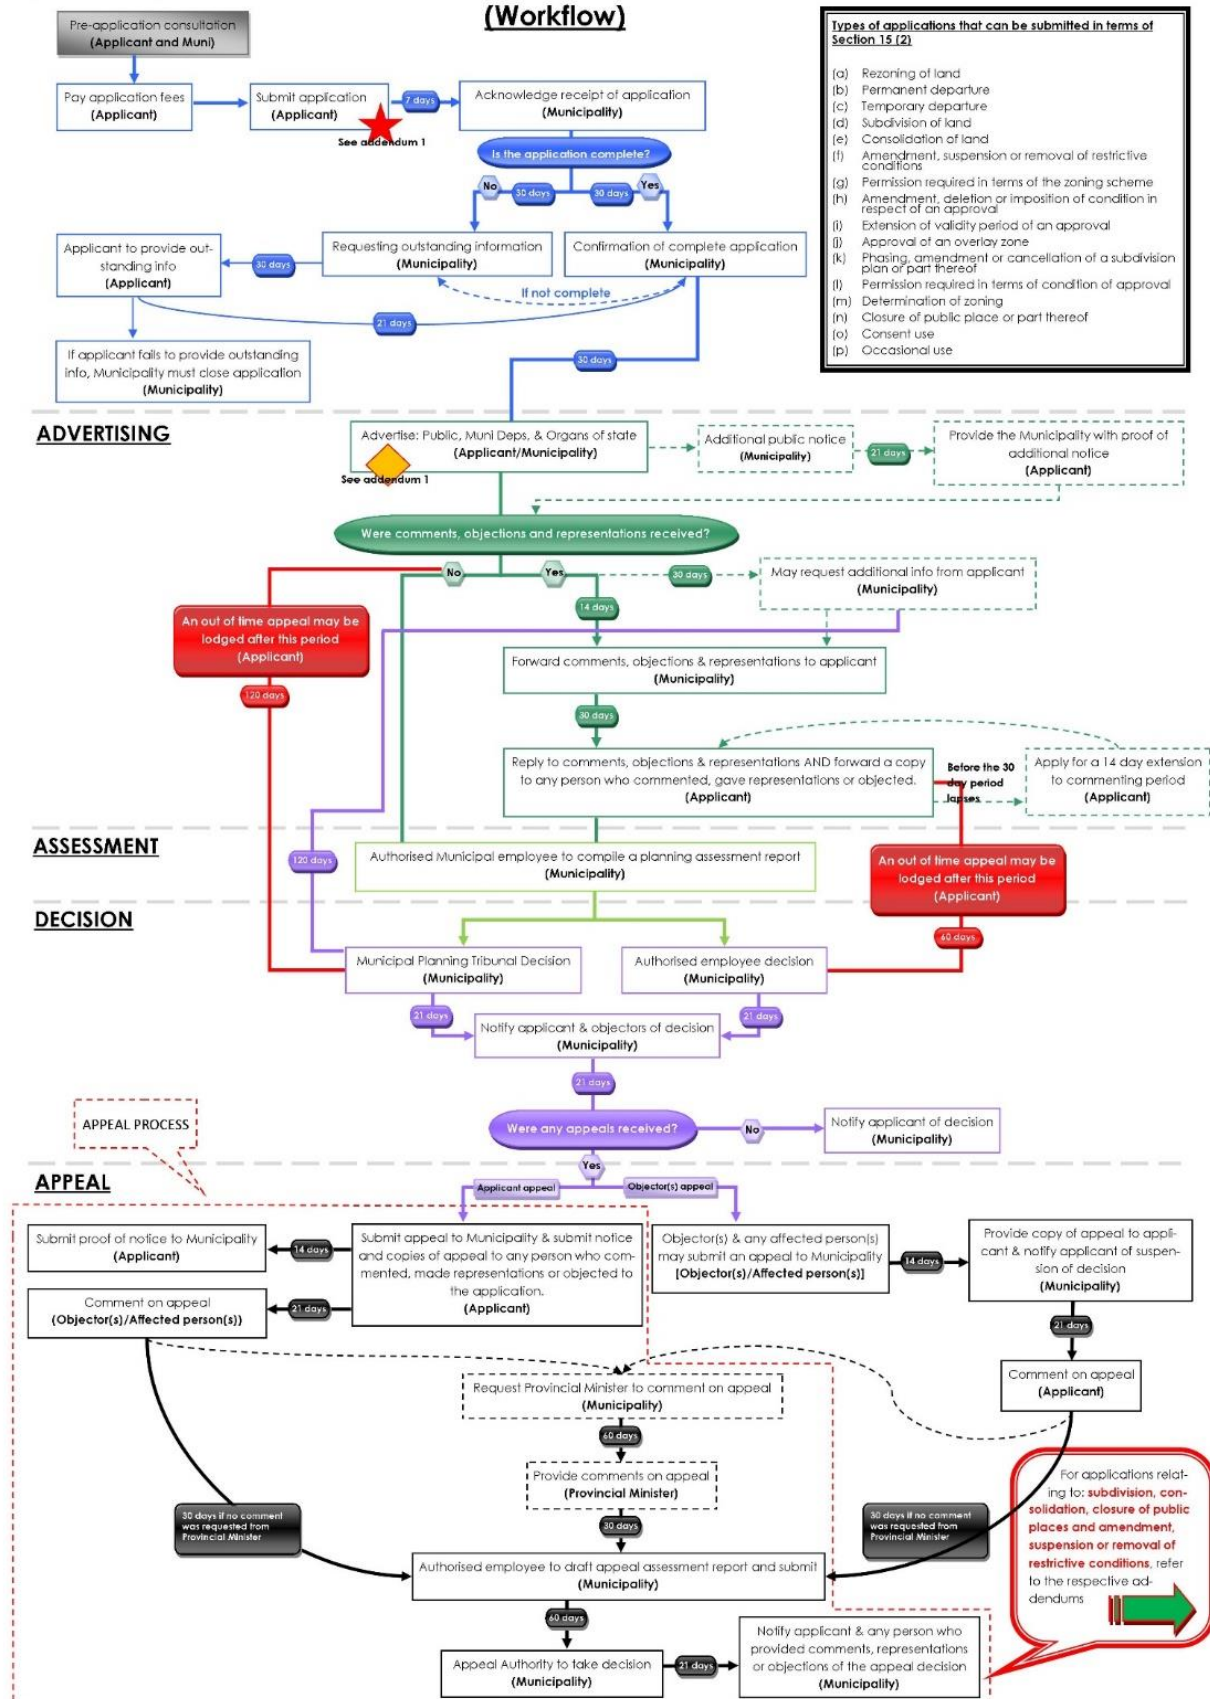 (Workflow)
Pre-application consultation
(Applicant and Muni)
Pay application fees
(Applicant)
Submit application
(Applicant)
See addendum 1
7 days
Acknowledge receipt of application
(Municipality)
Is the application complete?
No
30 days
30 days
Yes
Applicant to provide out-
standing info
(Applicant)
30 days
Requesting outstanding information
(Municipality)
Confirmation of complete application
(Municipality)
If not complete
21 days
If applicant fails to provide outstanding
info, Municipality must close application
(Municipality)
30 days
Types of applications that can be submitted in terms of
Section 15 (2)
(a) Rezoning of land
(b) Permanent departure
(c) Temporary departure
(d) Subdivision of land
(e) Consolidation of land
(f) Amendment, suspension or removal of restrictive
conditions
(g) Permission required in terms of the zoning scheme
(h) Amendment, deletion or imposition of condition in
respect of an approval
(i) Extension of validity period of an approval
(j) Approval of an overlay zone
(k) Phasing, amendment or cancellation of a subdivision
plan or part thereof
(l) Permission required in terms of condition of approval
(m) Determination of zoning
(n) Closure of public place or part thereof
(o) Consent use
(p) Occasional use
ADVERTISING
Advertise: Public, Muni Deps, & Organs of state
(Applicant/Municipality)
See addendum 1
Additional public notice
(Municipality)
21 days
Provide the Municipality with proof of
additional notice
(Applicant)
Were comments, objections and representations received?
No
Yes
30 days
May request additional info from applicant
(Municipality)
14 days
An out of time appeal may be
lodged after this period
(Applicant)
120 days
Forward comments, objections & representations to applicant
(Municipality)
30 days
Reply to comments, objections & representations AND forward a copy
to any person who commented, gave representations or objected.
(Applicant)
Before the 30
day period
lapses
Apply for a 14 day extension
to commenting period
(Applicant)
ASSESSMENT
120 days
Authorised Municipal employee to compile a planning assessment report
(Municipality)
An out of time appeal may be
lodged after this period
(Applicant)
60 days
DECISION
Municipal Planning Tribunal Decision
(Municipality)
Authorised employee decision
(Municipality)
21 days
21 days
Notify applicant & objectors of decision
(Municipality)
21 days
Were any appeals received?
No
Notify applicant of decision
(Municipality)
Yes
APPEAL PROCESS
APPEAL
Applicant appeal
Objector(s) appeal
Submit proof of notice to Municipality
(Applicant)
14 days
Submit appeal to Municipality & submit notice
and copies of appeal to any person who com-
mented, made representations or objected to
the application.
(Applicant)
Objector(s) & any affected person(s)
may submit an appeal to Municipality
[Objector(s)/Affected person(s)]
14 days
Provide copy of appeal to appli-
cant & notify applicant of suspen-
sion of decision
(Municipality)
Comment on appeal
(Objector(s)/Affected person(s))
21 days
21 days
Comment on appeal
(Applicant)
Request Provincial Minister to comment on appeal
(Municipality)
60 days
Provide comments on appeal
(Provincial Minister)
30 days
30 days if no comment
was requested from
Provincial Minister
30 days if no comment
was requested from
Provincial Minister
For applications relat-
ing to: subdivision, con-
solidation, closure of public
places and amendment,
suspension or removal of
restrictive conditions, refer
to the respective ad-
dendums
Authorised employee to draft appeal assessment report and submit
(Municipality)
60 days
Appeal Authority to take decision
(Municipality)
21 days
Notify applicant & any person who
provided comments, representations
or objections of the appeal decision
(Municipality)